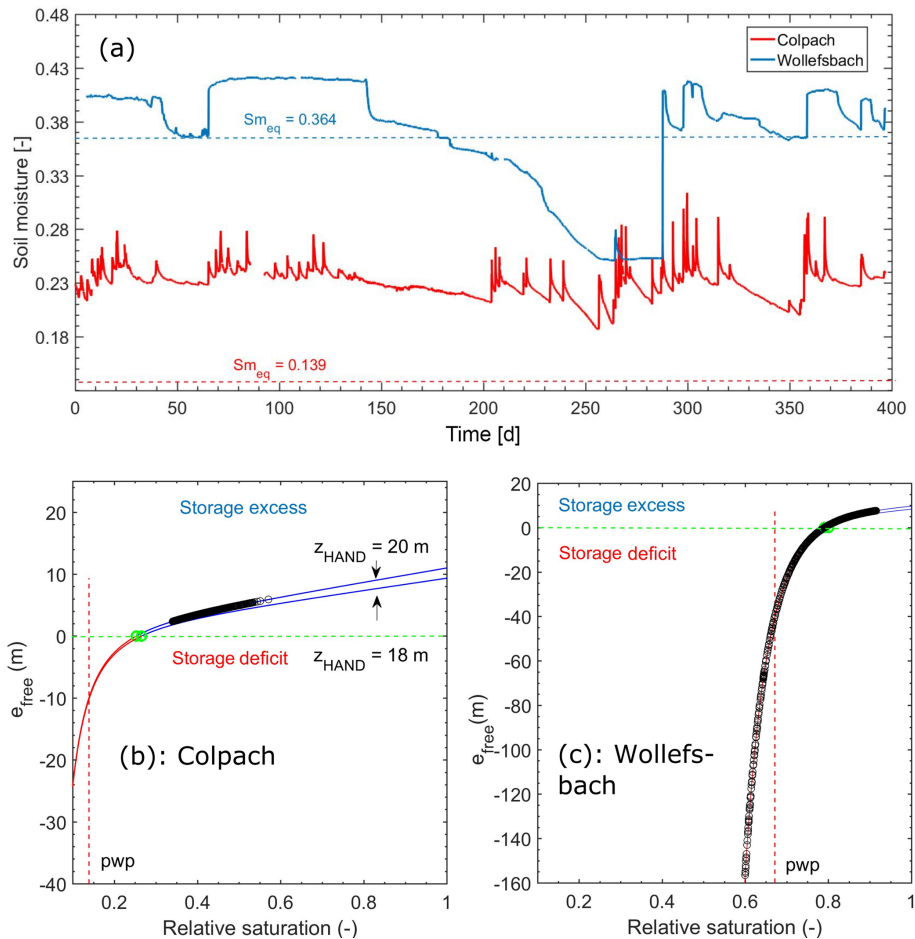 (a)
Colpach
Wollefsbach
Sm_eq = 0.364
Sm_eq = 0.139
0.48
0.43
0.38
0.33
0.28
0.23
0.18
Soil moisture [-]
0 50 100 150 200 250 300 350 400
Time [d]
Storage excess
z_HAND = 20 m
Storage deficit
z_HAND = 18 m
(b): Colpach
pwp
20
10
0
-10
-20
-30
-40
e_free (m)
0.2 0.4 0.6 0.8 1
Relative saturation (-)
Storage excess
Storage deficit
(c): Wollefs-
bach
pwp
20
0
-20
-40
-60
-80
-100
-120
-140
-160
e_free(m)
0 0.2 0.4 0.6 0.8 1
Relative saturation (-)